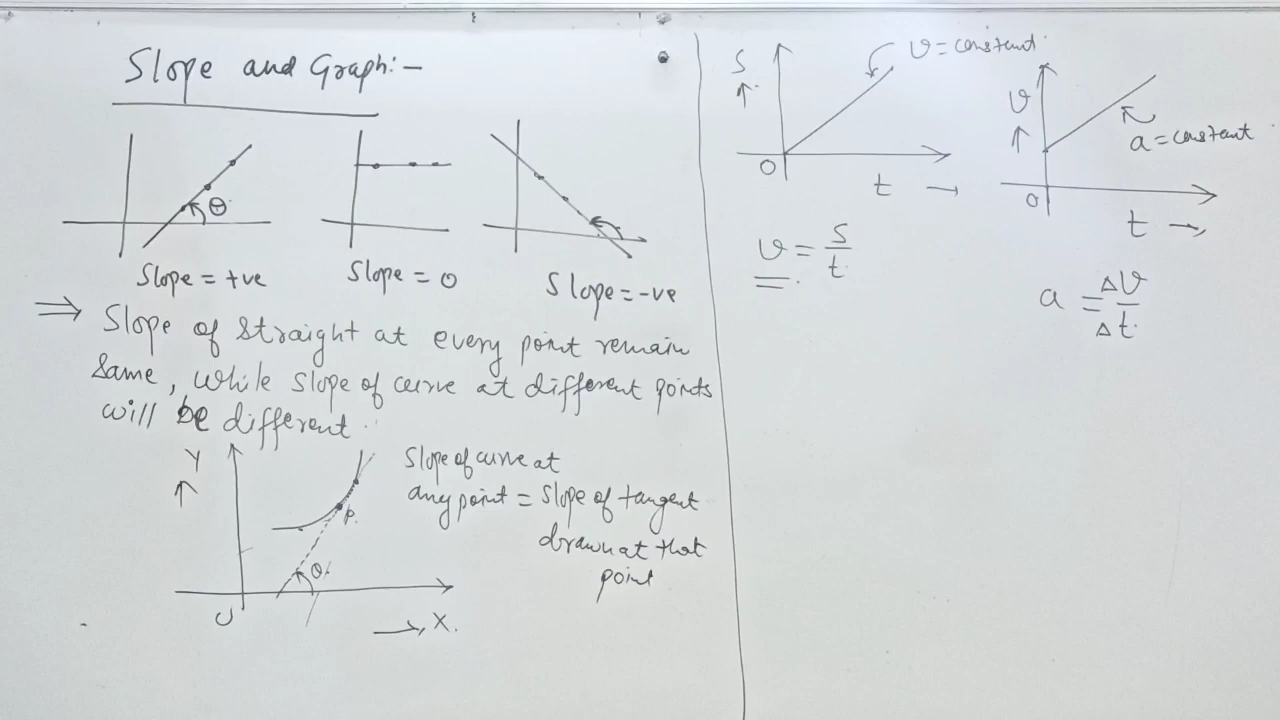 Slope and Graph:-
θ
Slope = +ve
Slope = 0
Slope = -ve
⇒ Slope of straight at every point remain
same, while slope of curve at different points
will be different.
Y
↑
P.
θ
O
→ X.
Slope of curve at
any point = Slope of tangent
drawn at that
point
S
↑
v = constant.
O
t →
v = S/t.
v
↑
a = constant.
O
t →
a = Δv/Δt.